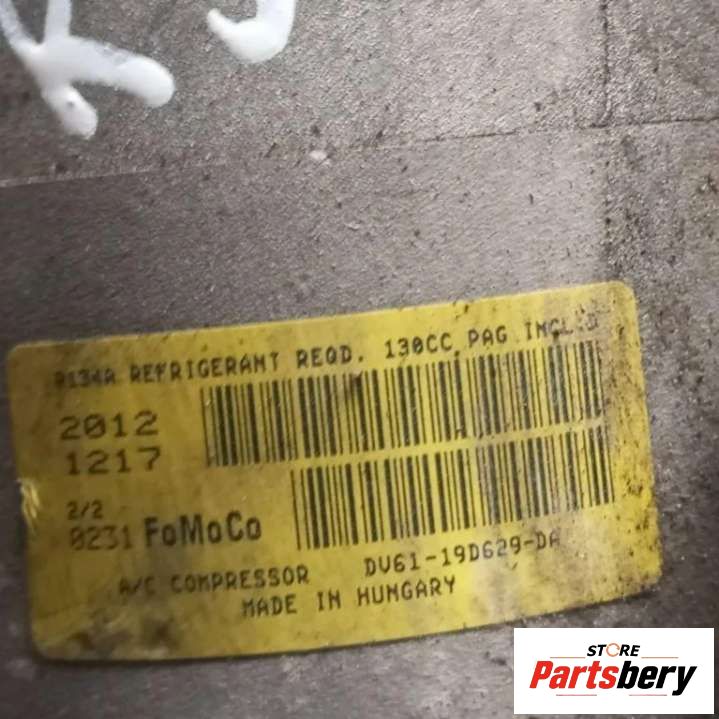 K5
R134A REFRIGERANT REQD. 130CC PAG INCL'D
2012
1217
2/2
0231 FoMoCo
A/C COMPRESSOR DV61-19D629-DA
MADE IN HUNGARY
STORE
Partsbery